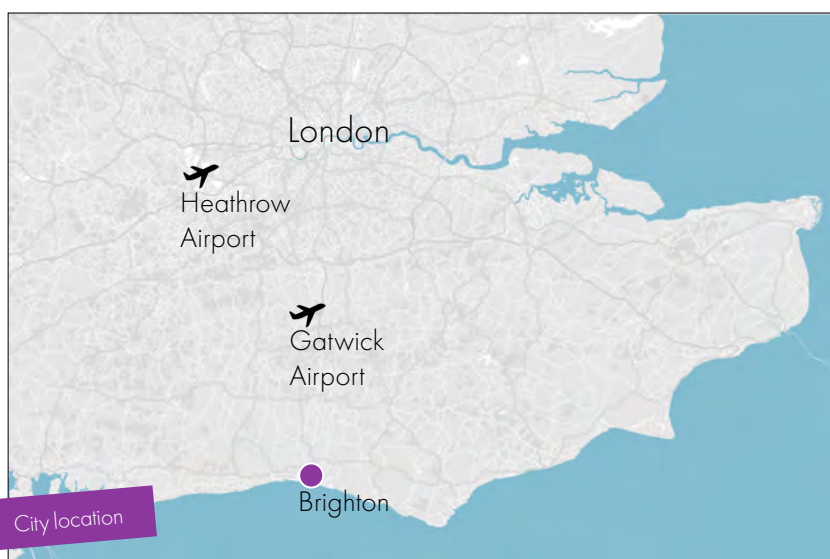 London
Heathrow
Airport
Gatwick
Airport
Brighton
City location